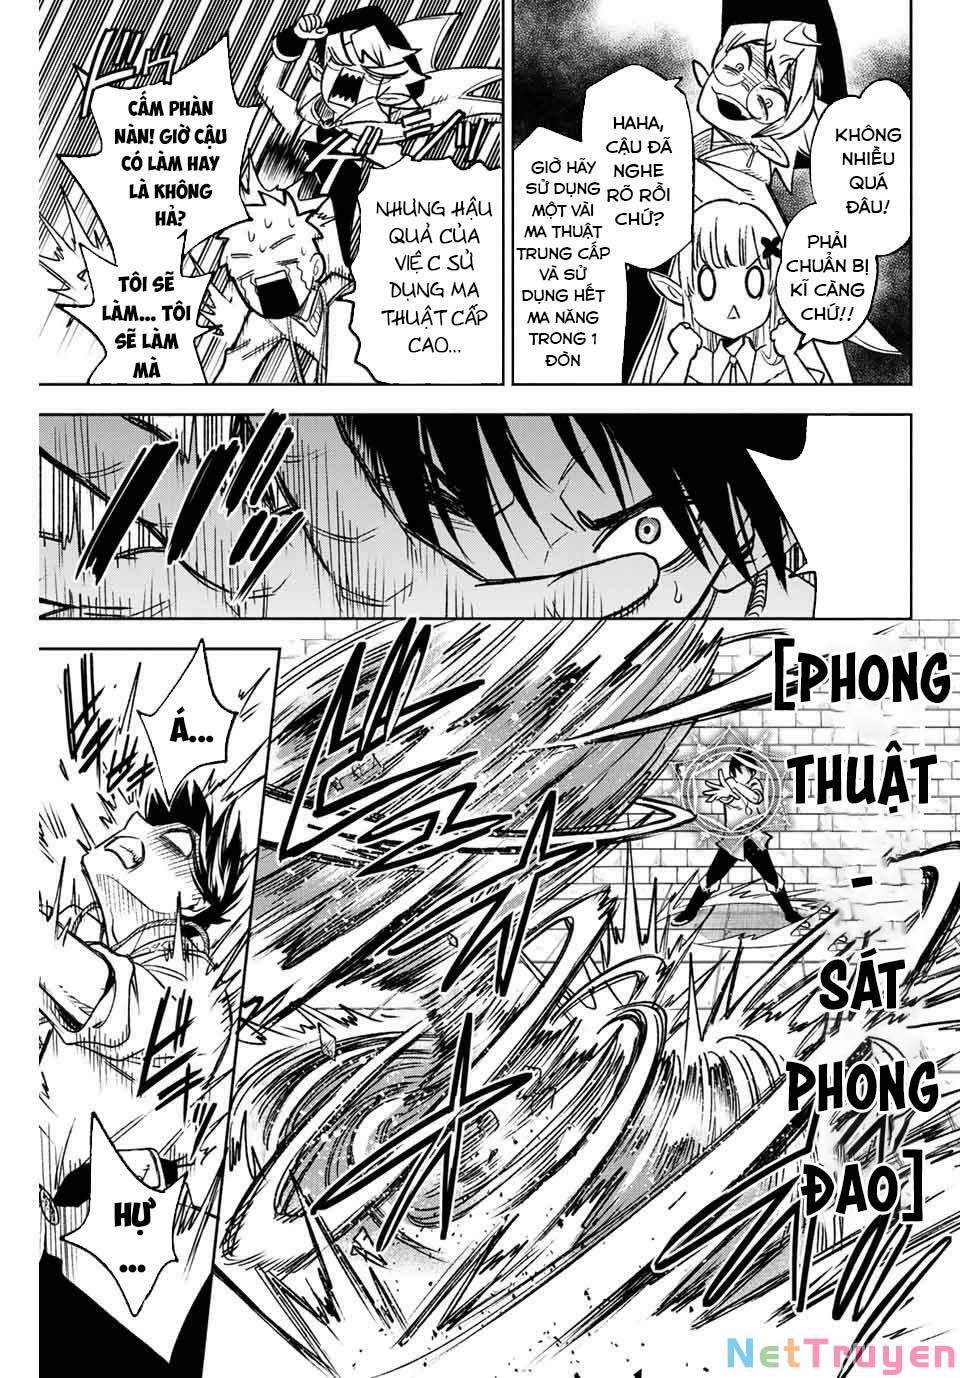 KHÔNG
NHIỀU
QUÁ
ĐÂU!
PHẢI
CHUẨN BỊ
KĨ CÀNG
CHỨ!!
HAHA,
CẬU ĐÃ
NGHE
RÕ RỒI
CHỨ?
GIỜ HÃY
SỬ DỤNG
MỘT VÀI
MA THUẬT
TRUNG CẤP
VÀ SỬ
DỤNG HẾT
MA NĂNG
TRONG 1
ĐÒN
NHƯNG HẬU
QUẢ CỦA
VIỆC SỬ
DỤNG MA
THUẬT CẤP
CAO...
CẤM PHÀN
NÀN! GIỜ CẬU
CÓ LÀM HAY
LÀ KHÔNG
HẢ?
TÔI SẼ
LÀM... TÔI
SẼ LÀM
MÀ
[PHONG
THUẬT
-
SÁT
PHONG
ĐAO]
Á...
HỰ
...
NetTruyen